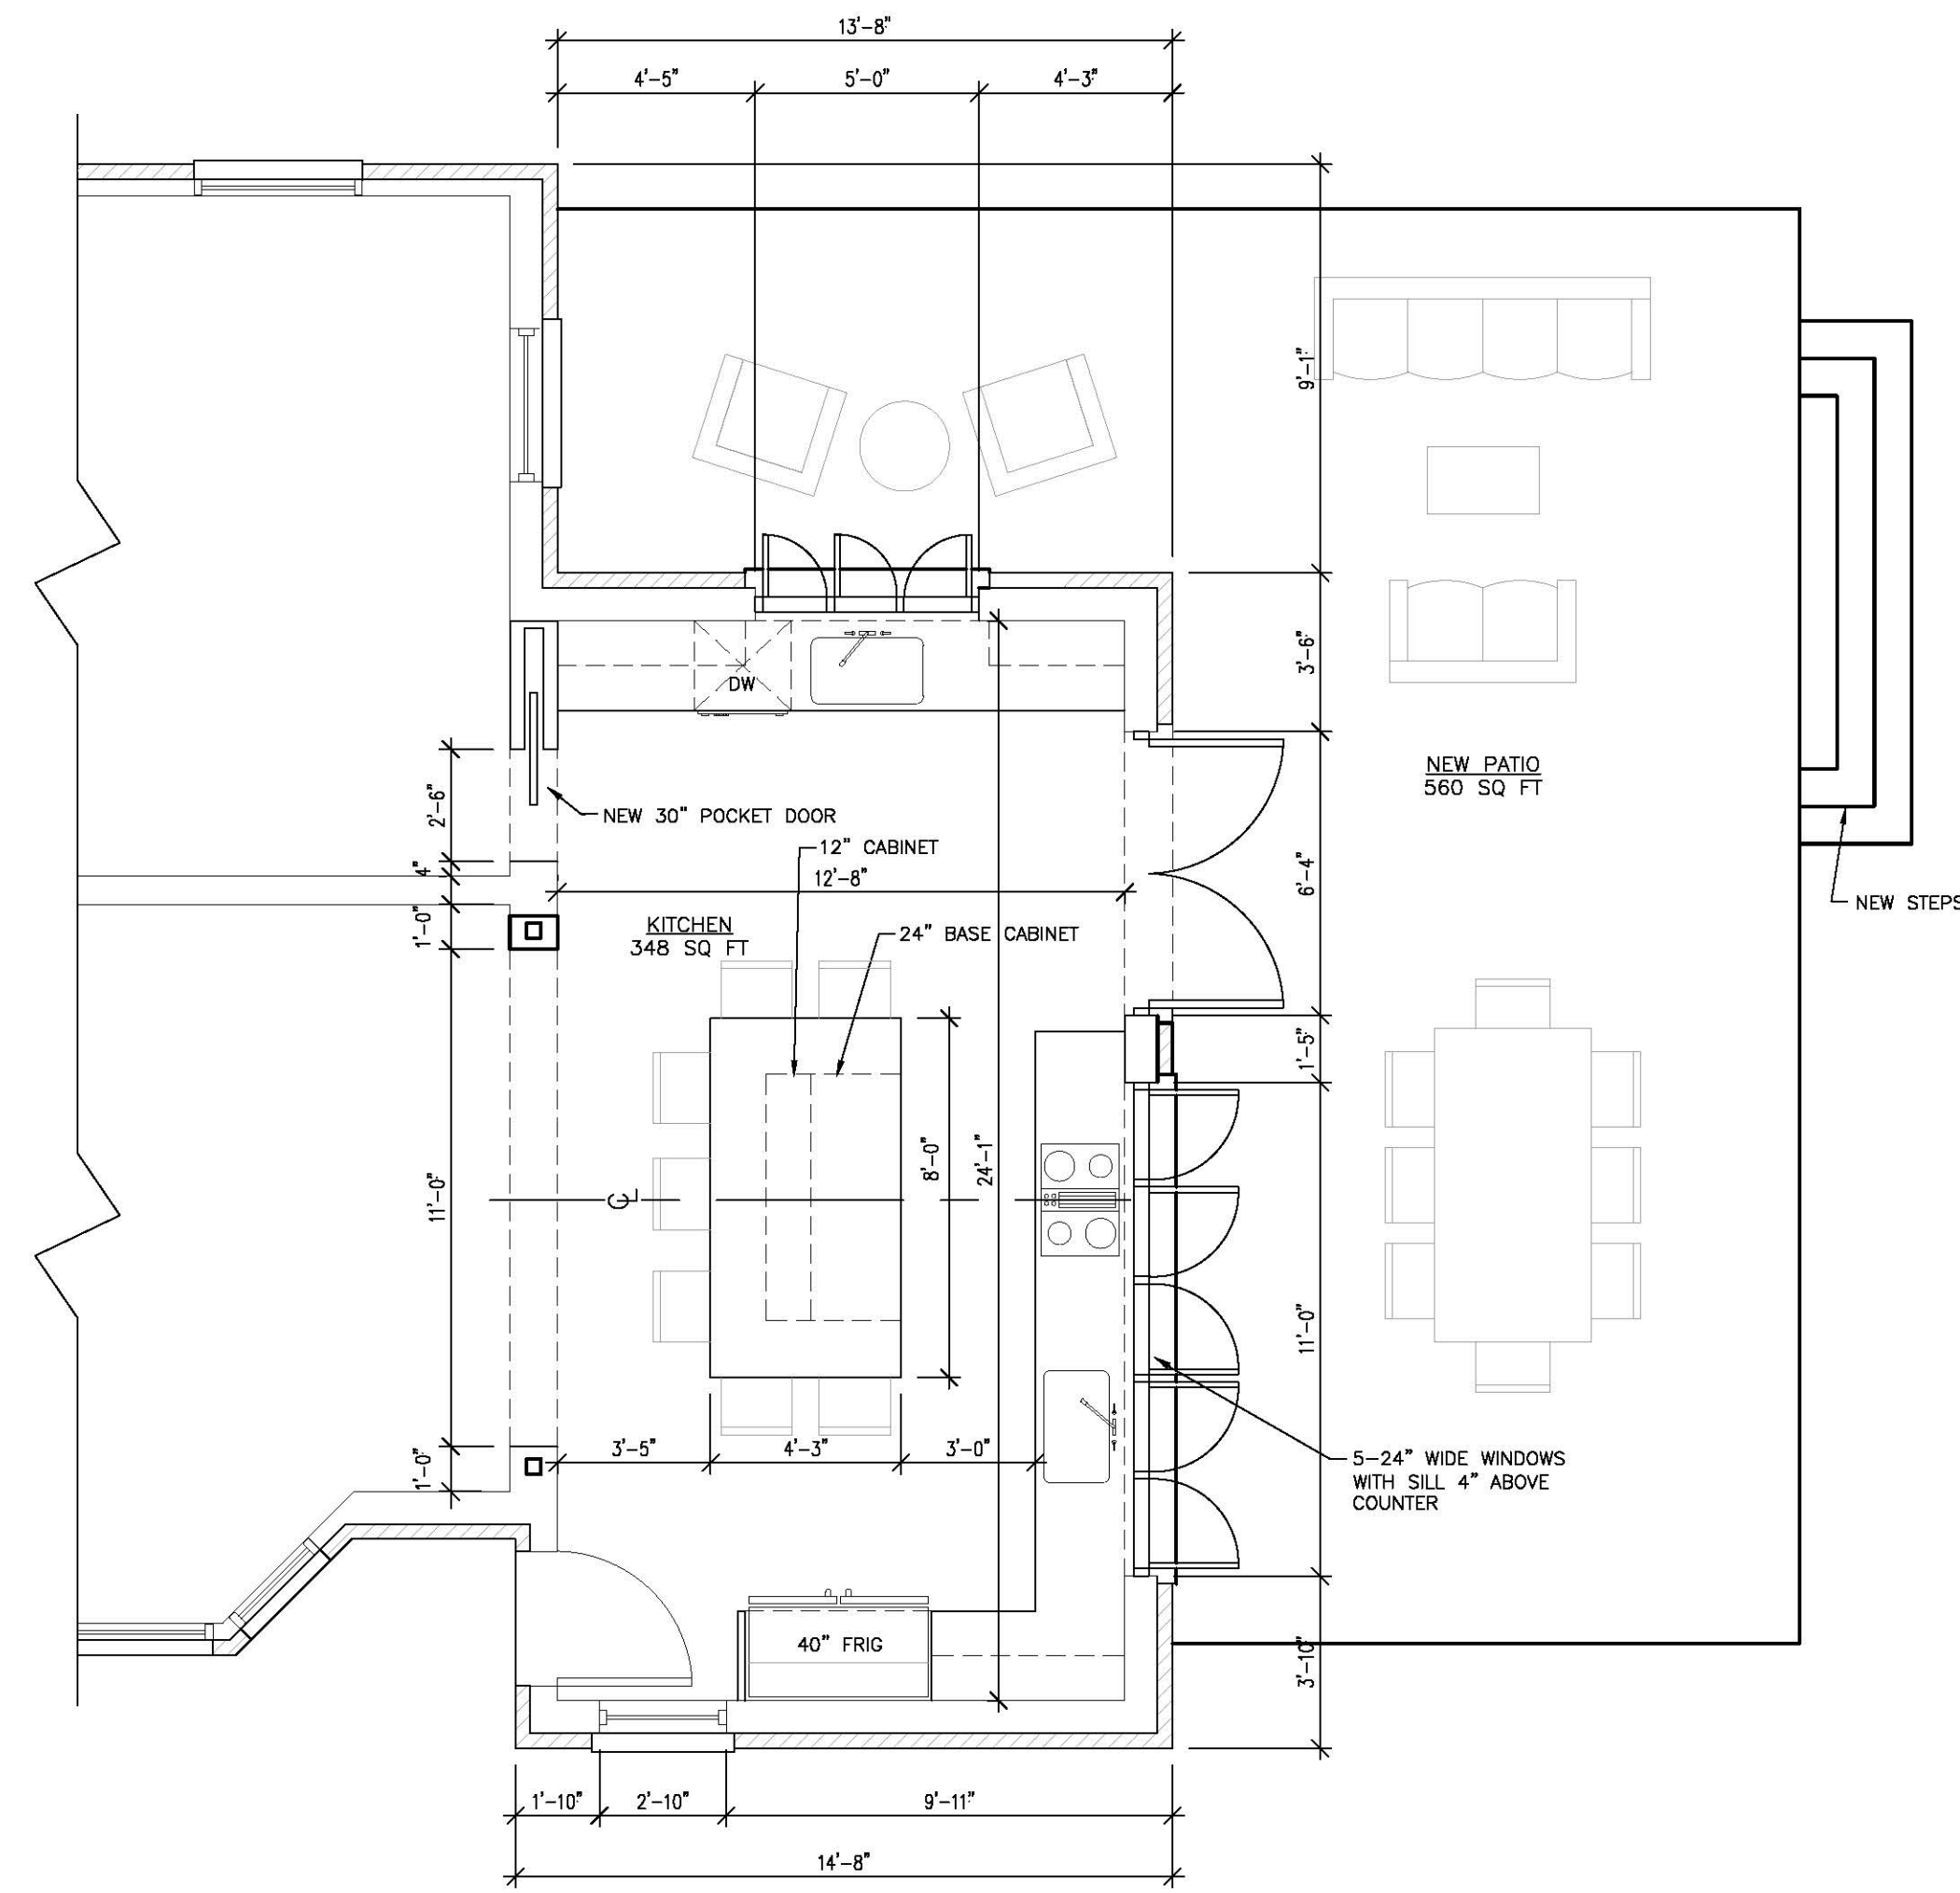 13'-8"
4'-5"
5'-0"
4'-3"
9'-1"
3'-6"
DW
NEW PATIO
560 SQ FT
2'-6"
NEW 30" POCKET DOOR
12" CABINET
4"
12'-8"
6'-4"
NEW STEPS
1'-0"
KITCHEN
348 SQ FT
24" BASE CABINET
1'-5"
8'-0"
24'-1"
11'-0"
CL
11'-0"
1'-0"
3'-5"
4'-3"
3'-0"
5-24" WIDE WINDOWS
WITH SILL 4" ABOVE
COUNTER
40" FRIG
3'-10"
1'-10"
2'-10"
9'-11"
14'-8"